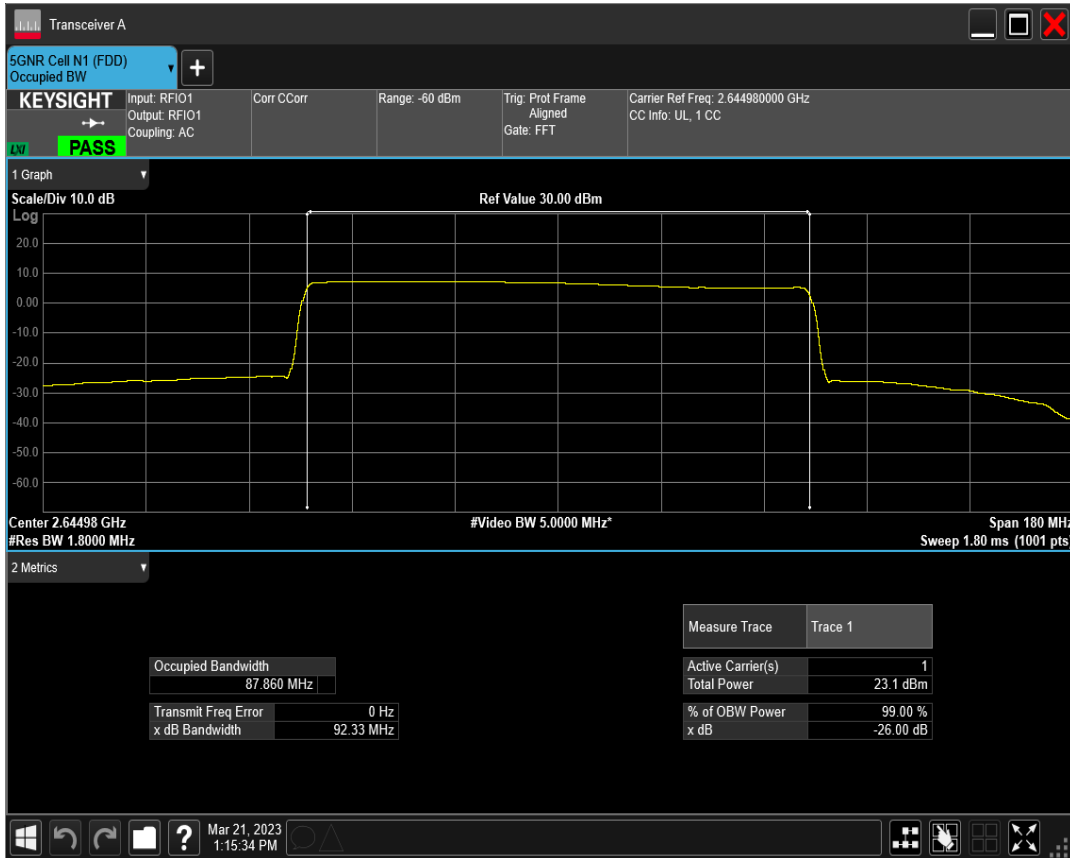 Transceiver A
5GNR Cell N1 (FDD)
Occupied BW
+
KEYSIGHT
LXI
PASS
Input: RFIO1
Output: RFIO1
Coupling: AC
Corr CCorr
Range: -60 dBm
Trig: Prot Frame
Aligned
Gate: FFT
Carrier Ref Freq: 2.644980000 GHz
CC Info: UL, 1 CC
1 Graph
Scale/Div 10.0 dB
Ref Value 30.00 dBm
Log
20.0
10.0
0.00
-10.0
-20.0
-30.0
-40.0
-50.0
-60.0
Center 2.64498 GHz
#Video BW 5.0000 MHz*
Span 180 MHz
#Res BW 1.8000 MHz
Sweep 1.80 ms (1001 pts)
2 Metrics
Measure Trace Trace 1
Occupied Bandwidth
87.860 MHz
Transmit Freq Error 0 Hz
x dB Bandwidth 92.33 MHz
Active Carrier(s) 1
Total Power 23.1 dBm
% of OBW Power 99.00 %
x dB -26.00 dB
?
Mar 21, 2023
1:15:34 PM